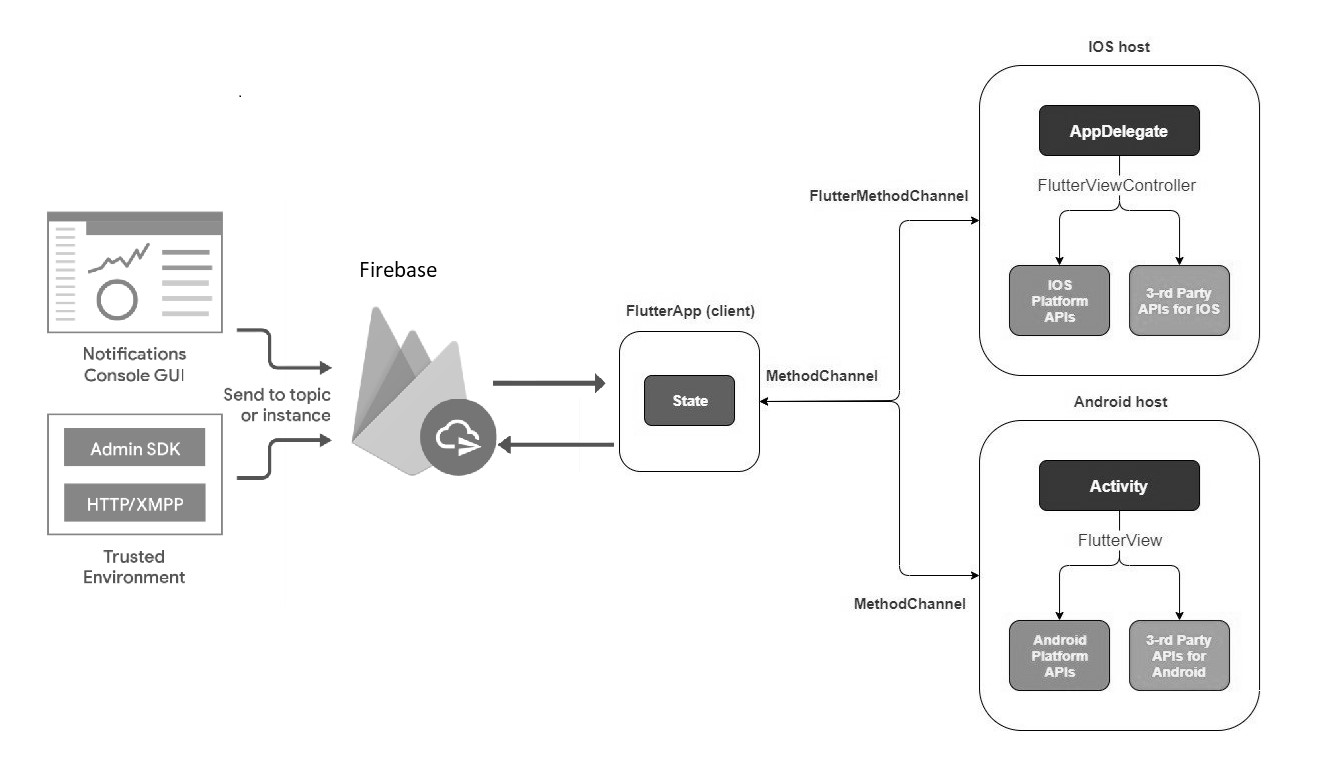 IOS host
AppDelegate
FlutterViewController
IOS
Platform
APIs
3-rd Party
APIs for IOS
FlutterMethodChannel
Firebase
FlutterApp (client)
State
MethodChannel
Notifications
Console GUI
Send to topic
or instance
Admin SDK
HTTP/XMPP
Trusted
Environment
Android host
Activity
FlutterView
MethodChannel
Android
Platform
APIs
3-rd Party
APIs for
Android